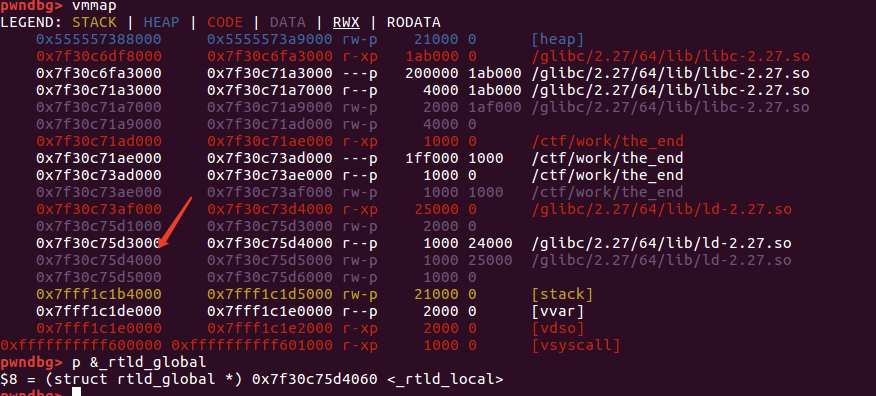 pwndbg> vmmap
LEGEND: STACK | HEAP | CODE | DATA | RWX | RODATA
0x555557388000 0x5555573a9000 rw-p 21000 0 [heap]
0x7f30c6df8000 0x7f30c6fa3000 r-xp 1ab000 0 /glibc/2.27/64/lib/libc-2.27.so
0x7f30c6fa3000 0x7f30c71a3000 ---p 200000 1ab000 /glibc/2.27/64/lib/libc-2.27.so
0x7f30c71a3000 0x7f30c71a7000 r--p 4000 1ab000 /glibc/2.27/64/lib/libc-2.27.so
0x7f30c71a7000 0x7f30c71a9000 rw-p 2000 1af000 /glibc/2.27/64/lib/libc-2.27.so
0x7f30c71a9000 0x7f30c71ad000 rw-p 4000 0
0x7f30c71ad000 0x7f30c71ae000 r-xp 1000 0 /ctf/work/the_end
0x7f30c71ae000 0x7f30c73ad000 ---p 1ff000 1000 /ctf/work/the_end
0x7f30c73ad000 0x7f30c73ae000 r--p 1000 0 /ctf/work/the_end
0x7f30c73ae000 0x7f30c73af000 rw-p 1000 1000 /ctf/work/the_end
0x7f30c73af000 0x7f30c73d4000 r-xp 25000 0 /glibc/2.27/64/lib/ld-2.27.so
0x7f30c75d1000 0x7f30c75d3000 rw-p 2000 0
0x7f30c75d3000 0x7f30c75d4000 r--p 1000 24000 /glibc/2.27/64/lib/ld-2.27.so
0x7f30c75d4000 0x7f30c75d5000 rw-p 1000 25000 /glibc/2.27/64/lib/ld-2.27.so
0x7f30c75d5000 0x7f30c75d6000 rw-p 1000 0
0x7fff1c1b4000 0x7fff1c1d5000 rw-p 21000 0 [stack]
0x7fff1c1de000 0x7fff1c1e0000 r--p 2000 0 [vvar]
0x7fff1c1e0000 0x7fff1c1e2000 r-xp 2000 0 [vdso]
0xffffffffff600000 0xffffffffff601000 r-xp 1000 0 [vsyscall]
pwndbg> p &_rtld_global
$8 = (struct rtld_global *) 0x7f30c75d4060 <_rtld_local>
pwndbg>